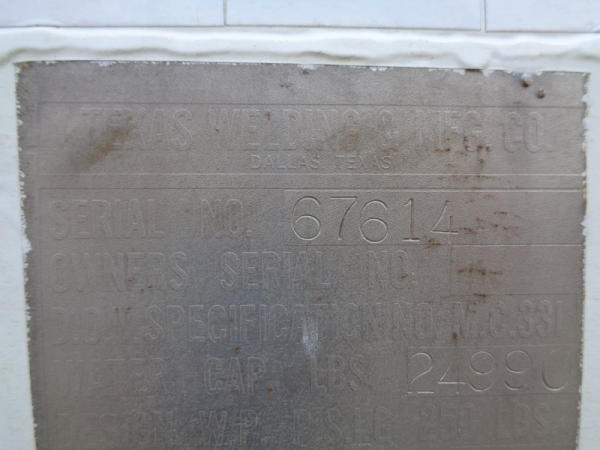 TEXAS WELDING & MFG. CO.
DALLAS, TEXAS
SERIAL NO. 67614
OWNERS SERIAL NO.
D.O.T. SPECIFICATION NO. M.C.331
WATER CAP. LBS. 24990
DESIGN W.P. P.S.I.G. 250 LBS